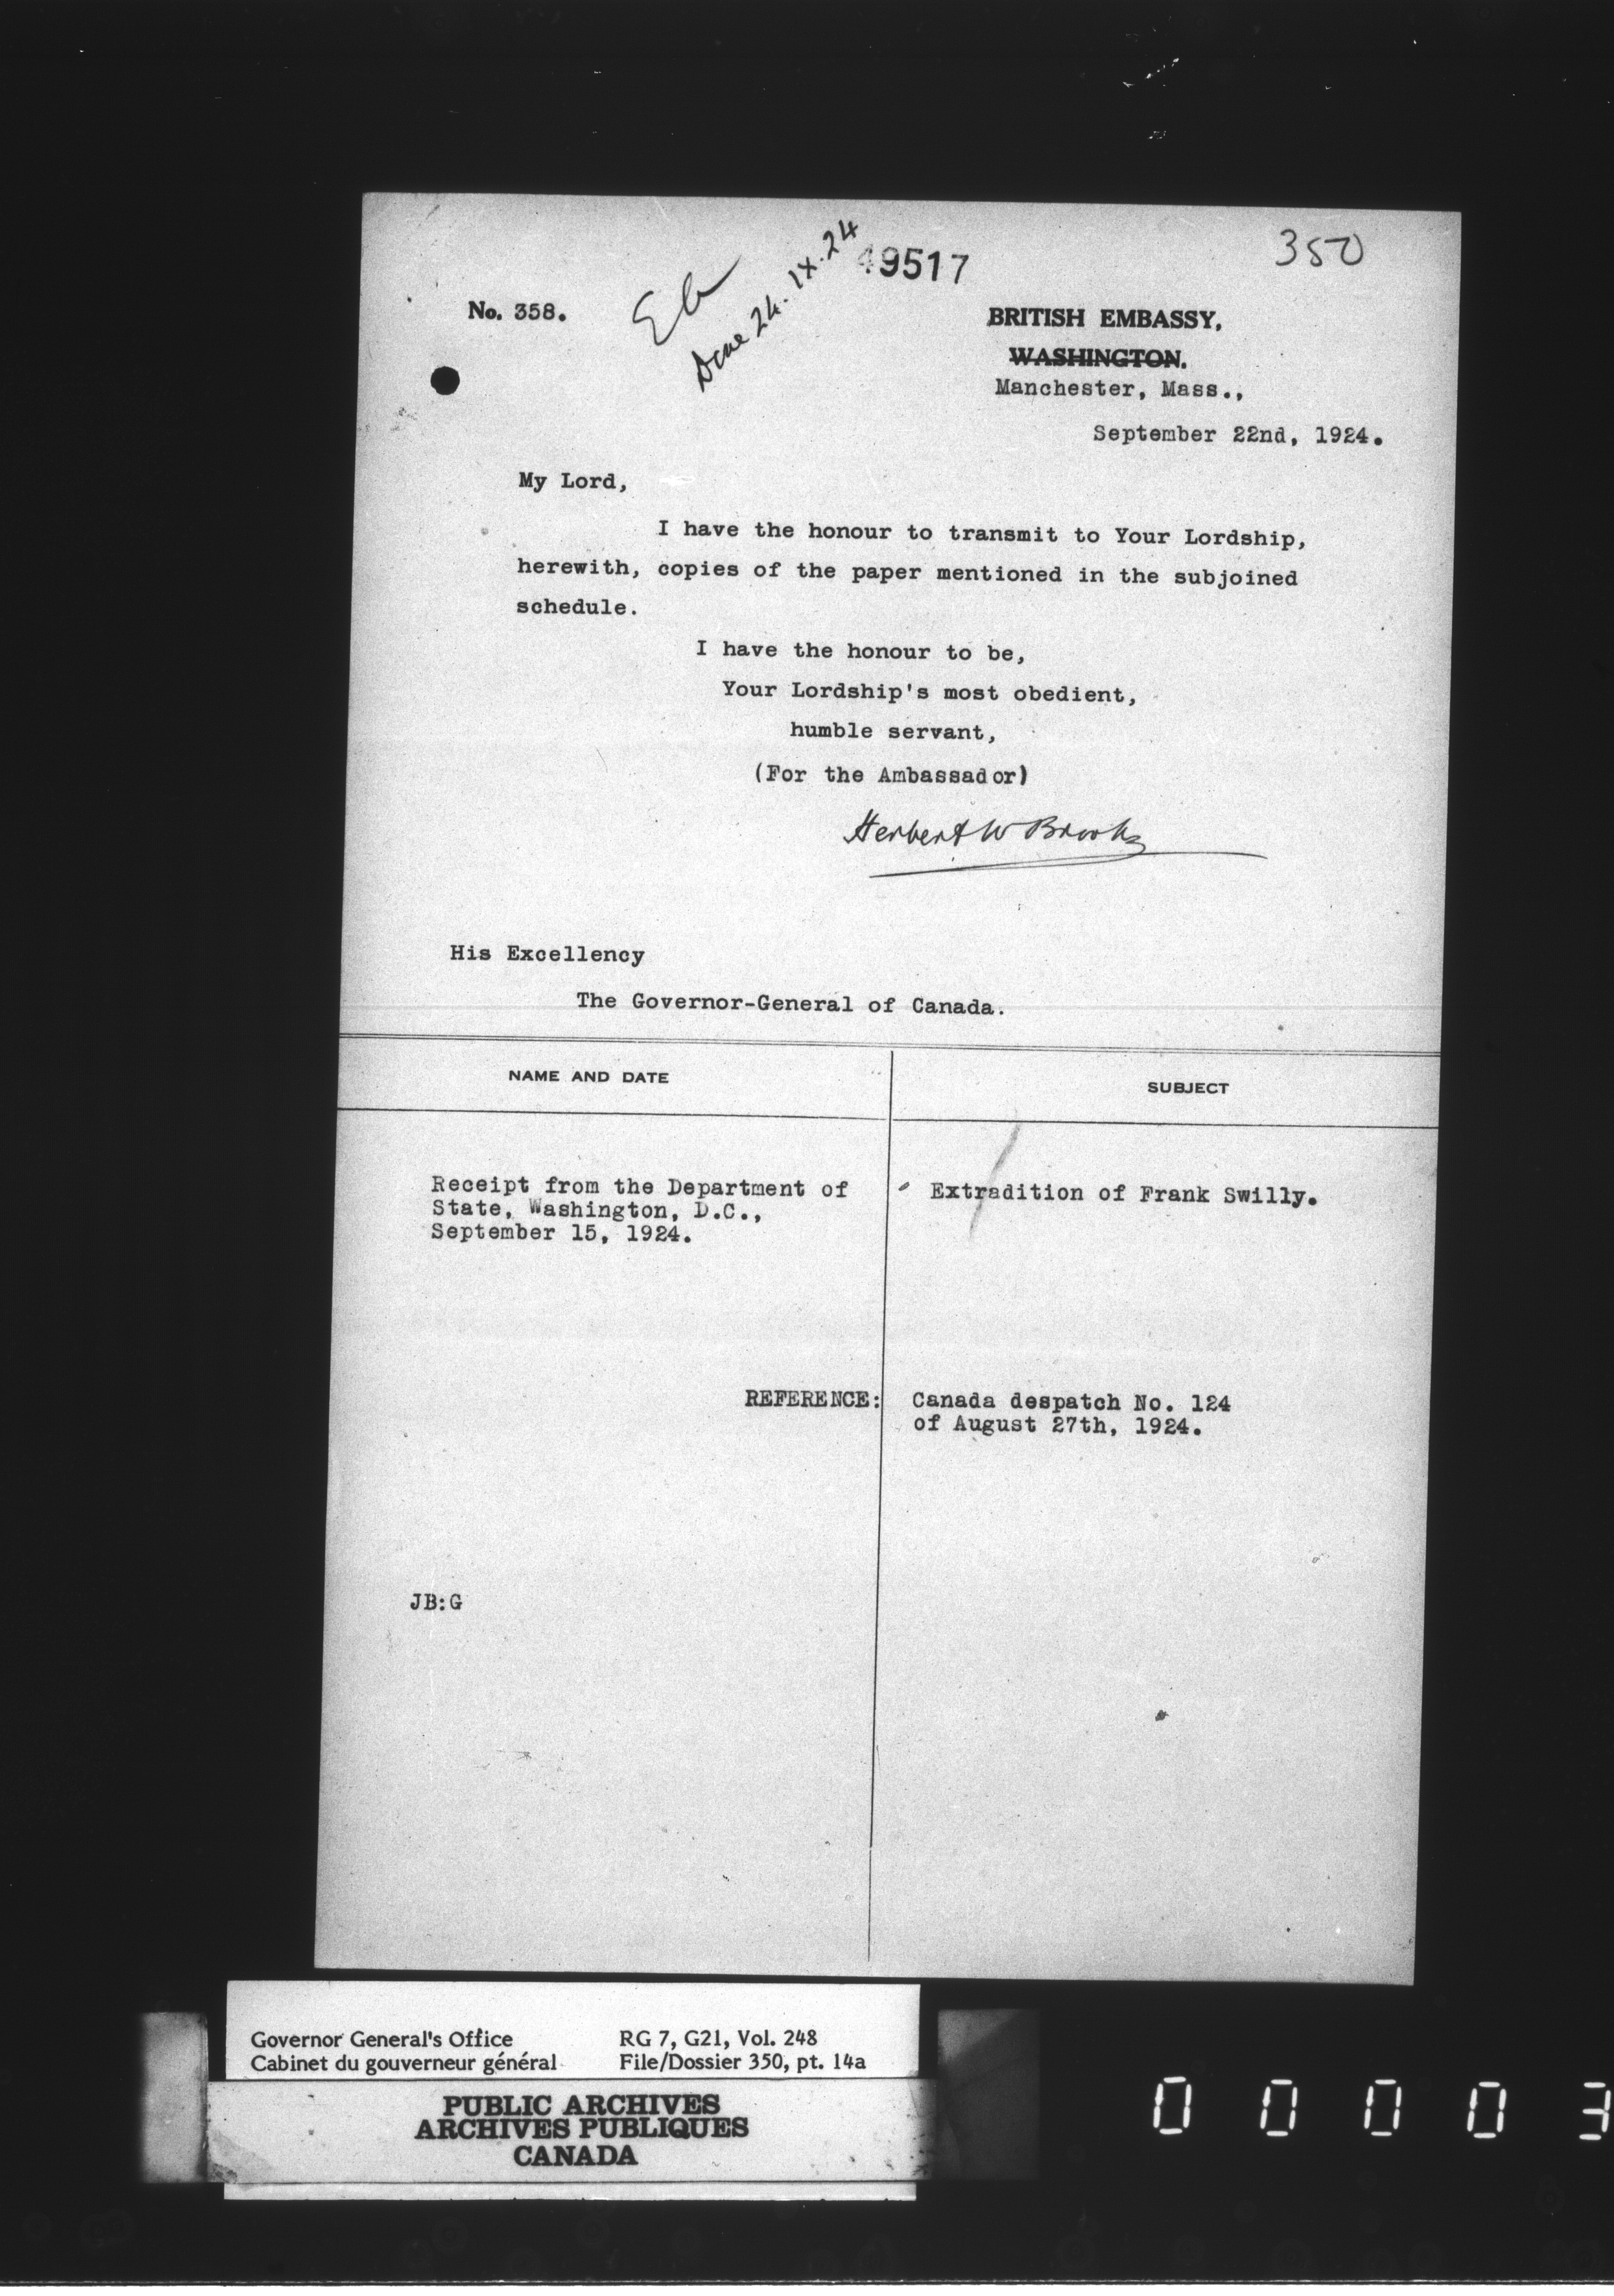 49517
350
Done 24.IX.24
No. 358.
BRITISH EMBASSY,
WASHINGTON.
Manchester, Mass.,
September 22nd, 1924.
My Lord,
I have the honour to transmit to Your Lordship,
herewith, copies of the paper mentioned in the subjoined
schedule.
I have the honour to be,
Your Lordship's most obedient,
humble servant,
(For the Ambassador)
Herbert W Brooks
His Excellency
The Governor-General of Canada.
NAME AND DATE
SUBJECT
Receipt from the Department of
State, Washington, D.C.,
September 15, 1924.
Extradition of Frank Swilly.
REFERENCE:
Canada despatch No. 124
of August 27th, 1924.
JB:G
Governor General's Office
Cabinet du gouverneur général
RG 7, G21, Vol. 248
File/Dossier 350, pt. 14a
PUBLIC ARCHIVES
ARCHIVES PUBLIQUES
CANADA
0 0 0 0 3